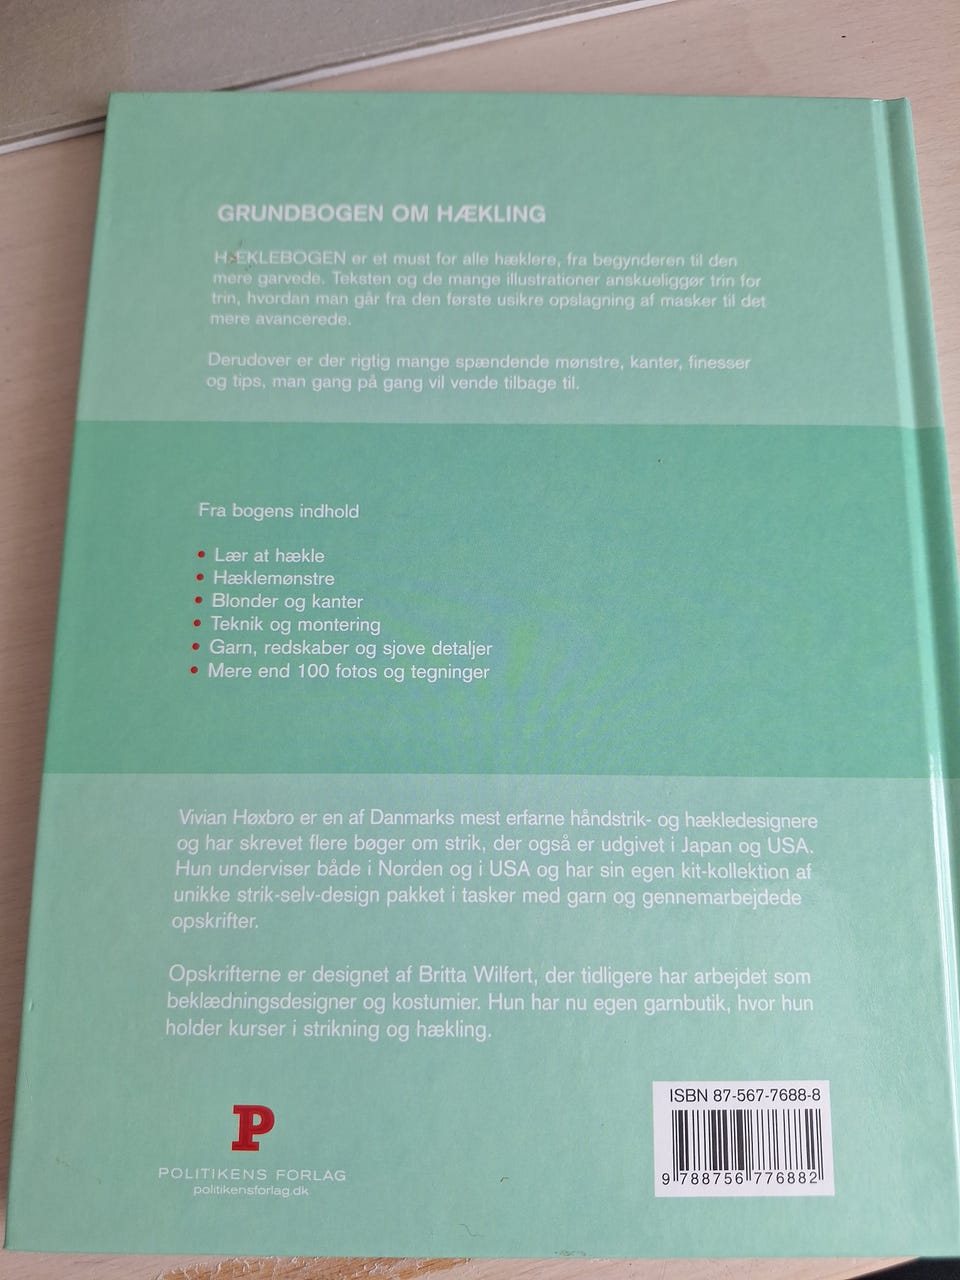 GRUNDBOGEN OM HÆKLING
HÆKLEBOGEN er et must for alle hæklere, fra begynderen til den
mere garvede. Teksten og de mange illustrationer anskueliggør trin for
trin, hvordan man går fra den første usikre opslagning af masker til det
mere avancerede.
Derudover er der rigtig mange spændende mønstre, kanter, finesser
og tips, man gang på gang vil vende tilbage til.
Fra bogens indhold
• Lær at hækle
• Hæklemønstre
• Blonder og kanter
• Teknik og montering
• Garn, redskaber og sjove detaljer
• Mere end 100 fotos og tegninger
Vivian Høxbro er en af Danmarks mest erfarne håndstrik- og hækledesignere
og har skrevet flere bøger om strik, der også er udgivet i Japan og USA.
Hun underviser både i Norden og i USA og har sin egen kit-kollektion af
unikke strik-selv-design pakket i tasker med garn og gennemarbejdede
opskrifter.
Opskrifterne er designet af Britta Wilfert, der tidligere har arbejdet som
beklædningsdesigner og kostumier. Hun har nu egen garnbutik, hvor hun
holder kurser i strikning og hækling.
P
POLITIKENS FORLAG
politikensforlag.dk
ISBN 87-567-7688-8
9 788756 776882